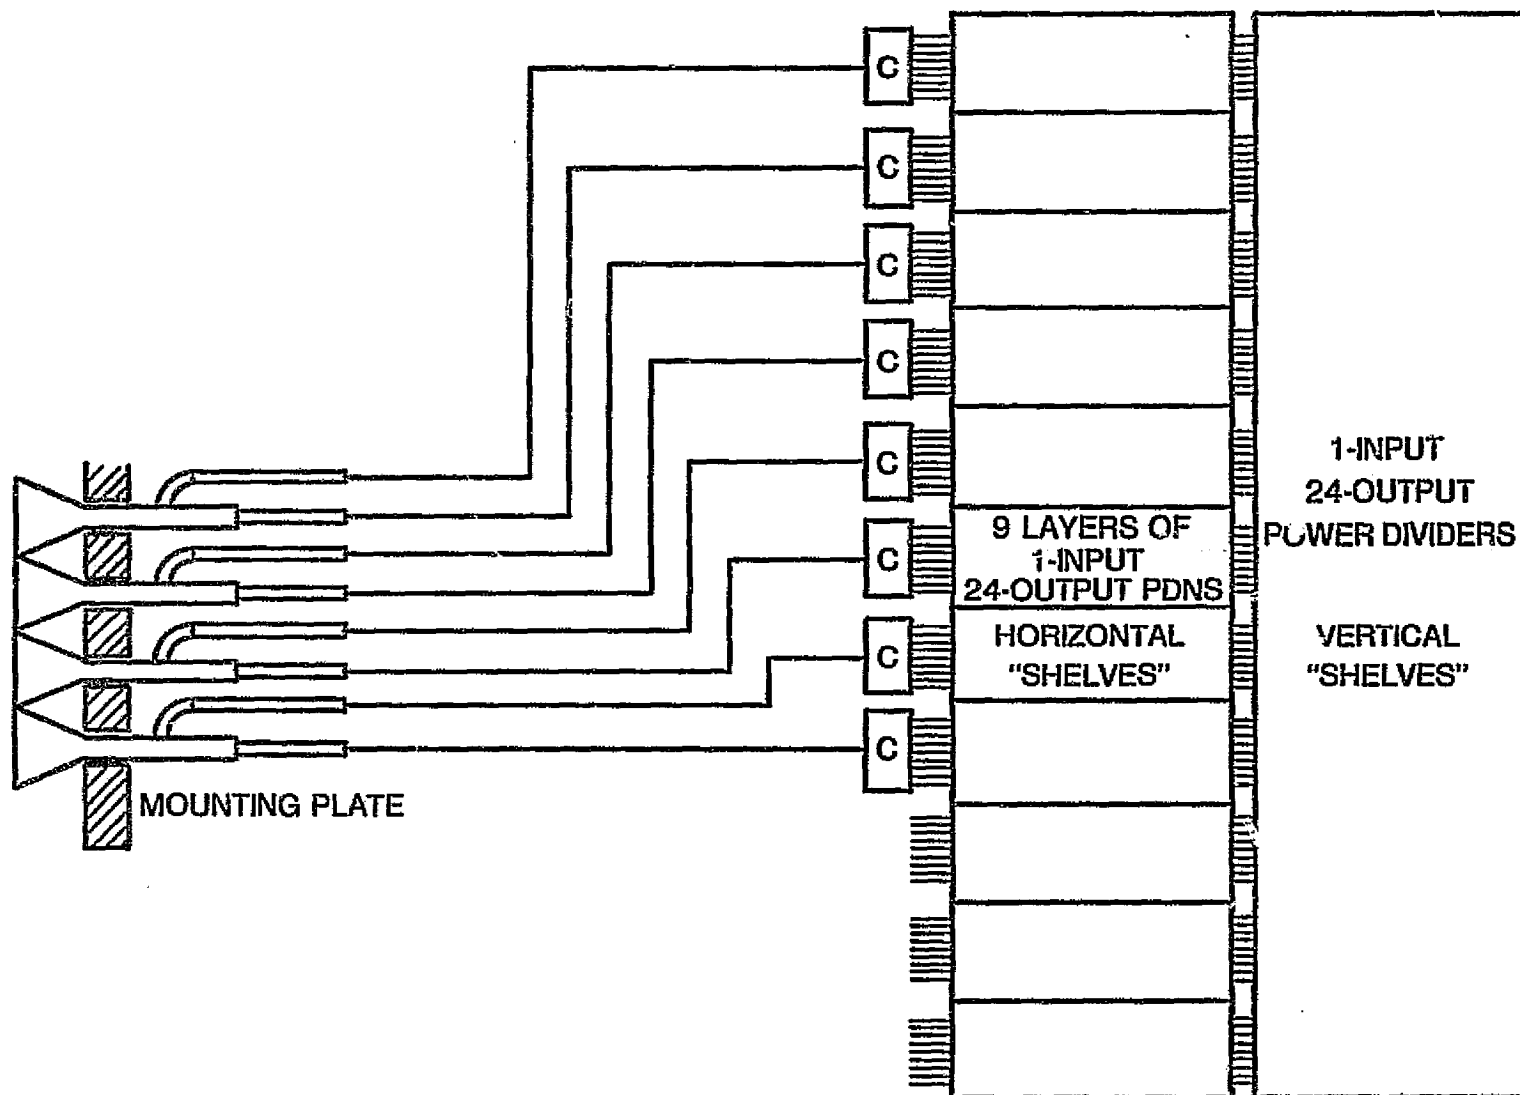 C
C
C
C
C
C
C
C
9 LAYERS OF
1-INPUT
24-OUTPUT PDNS
HORIZONTAL
"SHELVES"
1-INPUT
24-OUTPUT
POWER DIVIDERS
VERTICAL
"SHELVES"
MOUNTING PLATE